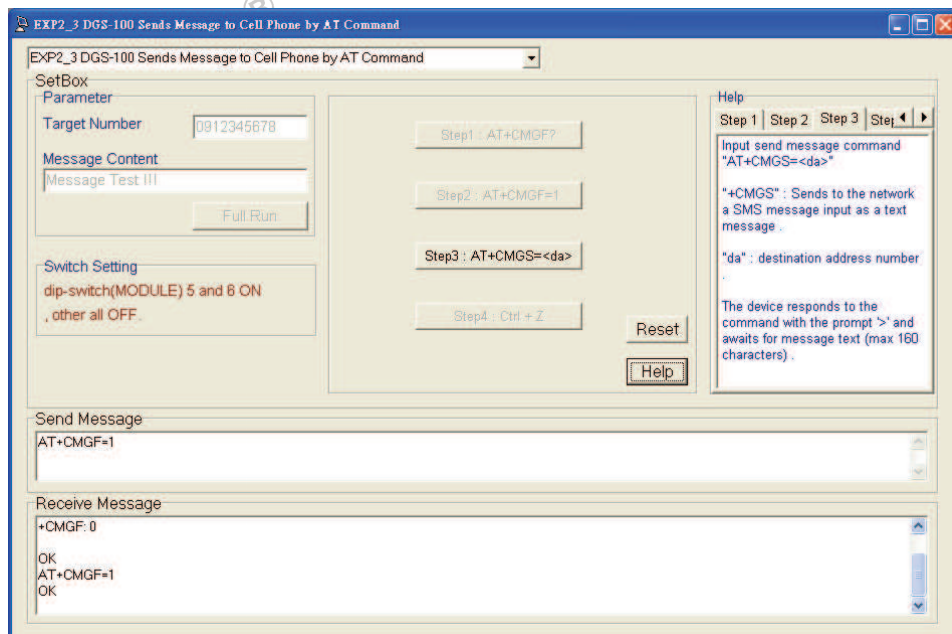 EXP2_3 DGS-100 Sends Message to Cell Phone by AT Command
EXP2_3 DGS-100 Sends Message to Cell Phone by AT Command
SetBox
Parameter
Target Number
0912345678
Message Content
Message Test III
Full Run
Switch Setting
dip-switch(MODULE) 5 and 6 ON
, other all OFF.
Step1 : AT+CMGF?
Step2 : AT+CMGF=1
Step3 : AT+CMGS=<da>
Step4 : Ctrl + Z
Reset
Help
Help
Step 1
Step 2
Step 3
Input send message command
"AT+CMGS=<da>"
"+CMGS" : Sends to the network
a SMS message input as a text
message .
"da" : destination address number
.
The device responds to the
command with the prompt '>' and
awaits for message text (max 160
characters) .
Send Message
AT+CMGF=1
Receive Message
+CMGF: 0
OK
AT+CMGF=1
OK